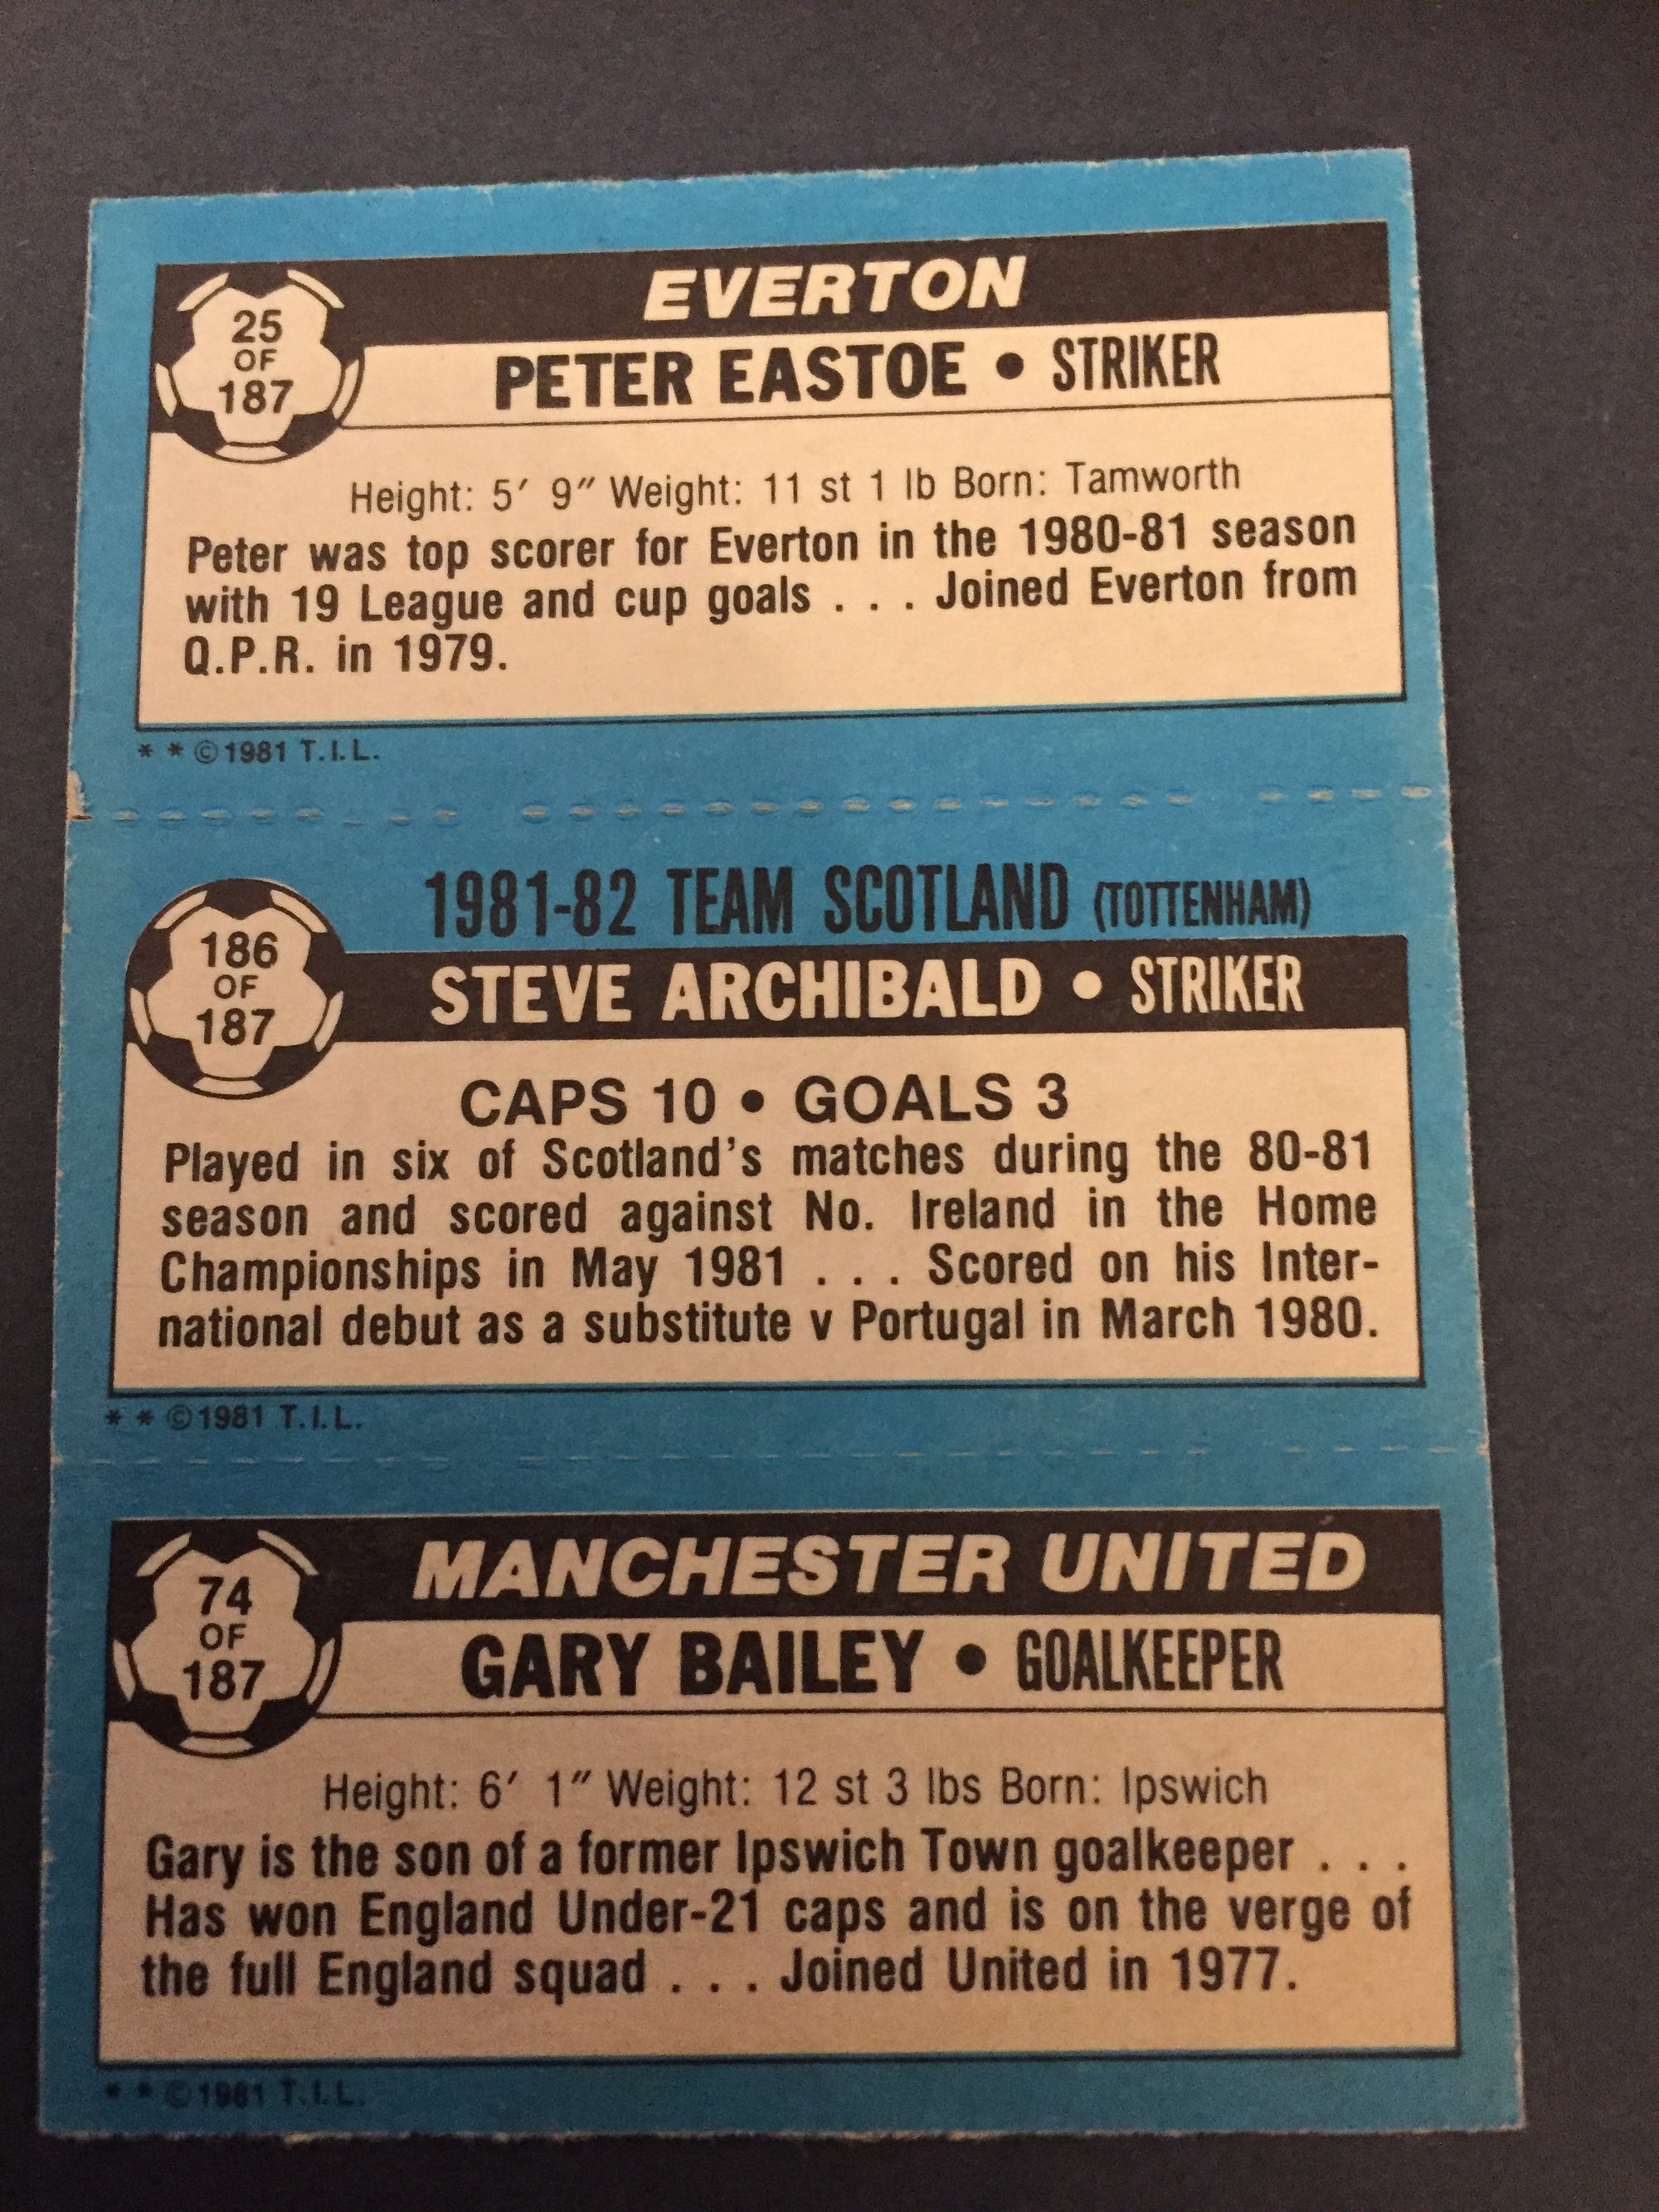 EVERTON
25
OF
187
PETER EASTOE • STRIKER
Height: 5′ 9″ Weight: 11 st 1 lb Born: Tamworth
Peter was top scorer for Everton in the 1980-81 season
with 19 League and cup goals . . . Joined Everton from
Q.P.R. in 1979.
* * ©1981 T.I.L.
1981-82 TEAM SCOTLAND (TOTTENHAM)
186
OF
187
STEVE ARCHIBALD • STRIKER
CAPS 10 • GOALS 3
Played in six of Scotland's matches during the 80-81
season and scored against No. Ireland in the Home
Championships in May 1981 . . . Scored on his Inter-
national debut as a substitute v Portugal in March 1980.
* * ©1981 T.I.L.
MANCHESTER UNITED
74
OF
187
GARY BAILEY • GOALKEEPER
Height: 6′ 1″ Weight: 12 st 3 lbs Born: Ipswich
Gary is the son of a former Ipswich Town goalkeeper . . .
Has won England Under-21 caps and is on the verge of
the full England squad . . . Joined United in 1977.
* * ©1981 T.I.L.